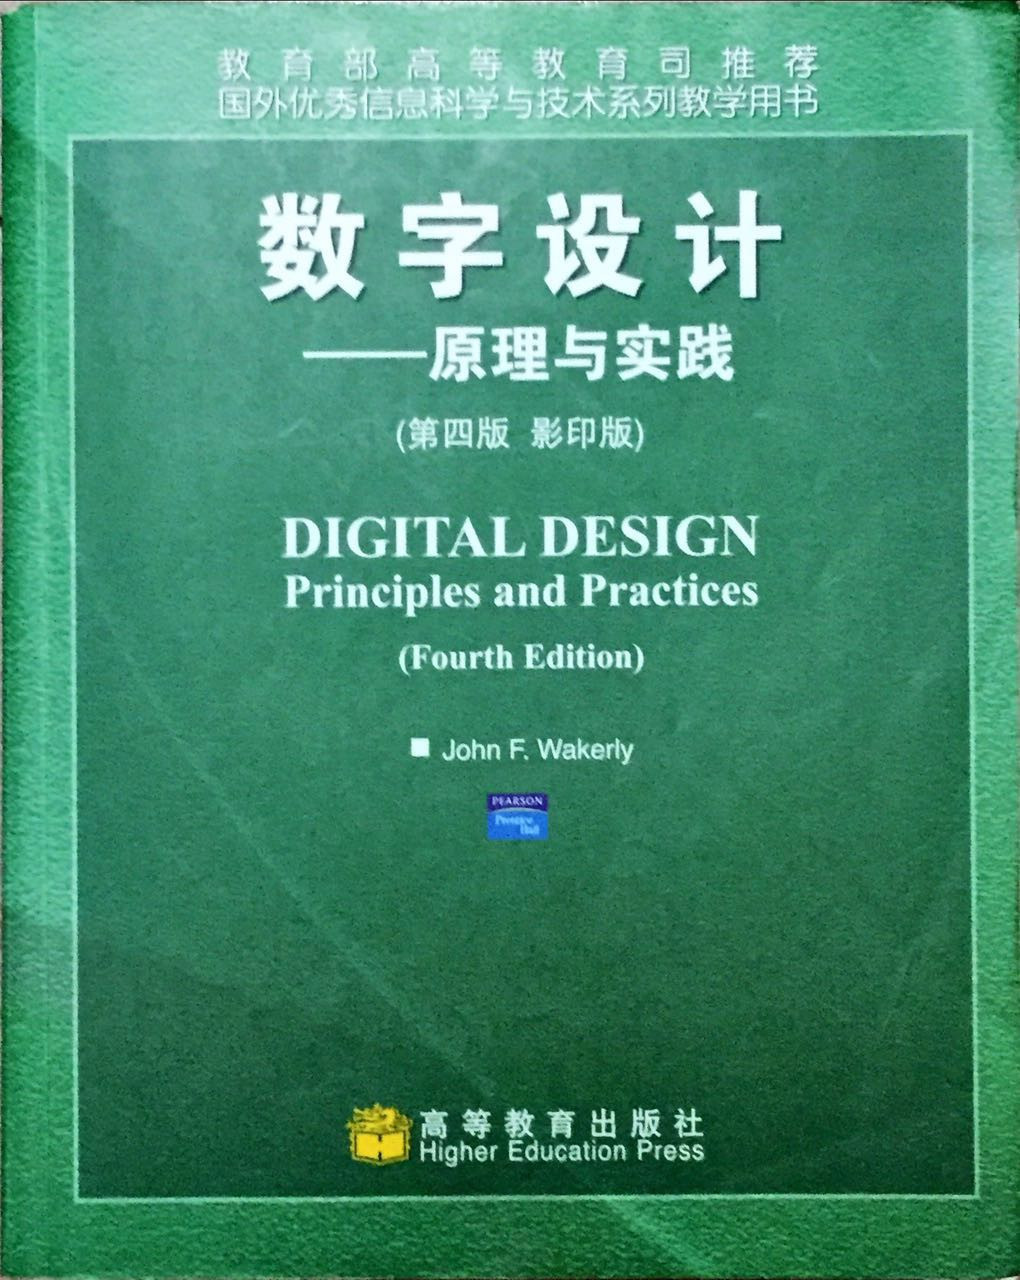 教育部高等教育司推荐
国外优秀信息科学与技术系列教学用书
数字设计
——原理与实践
(第四版 影印版)
DIGITAL DESIGN
Principles and Practices
(Fourth Edition)
■ John F. Wakerly
PEARSON
Prentice
Hall
高等教育出版社
Higher Education Press